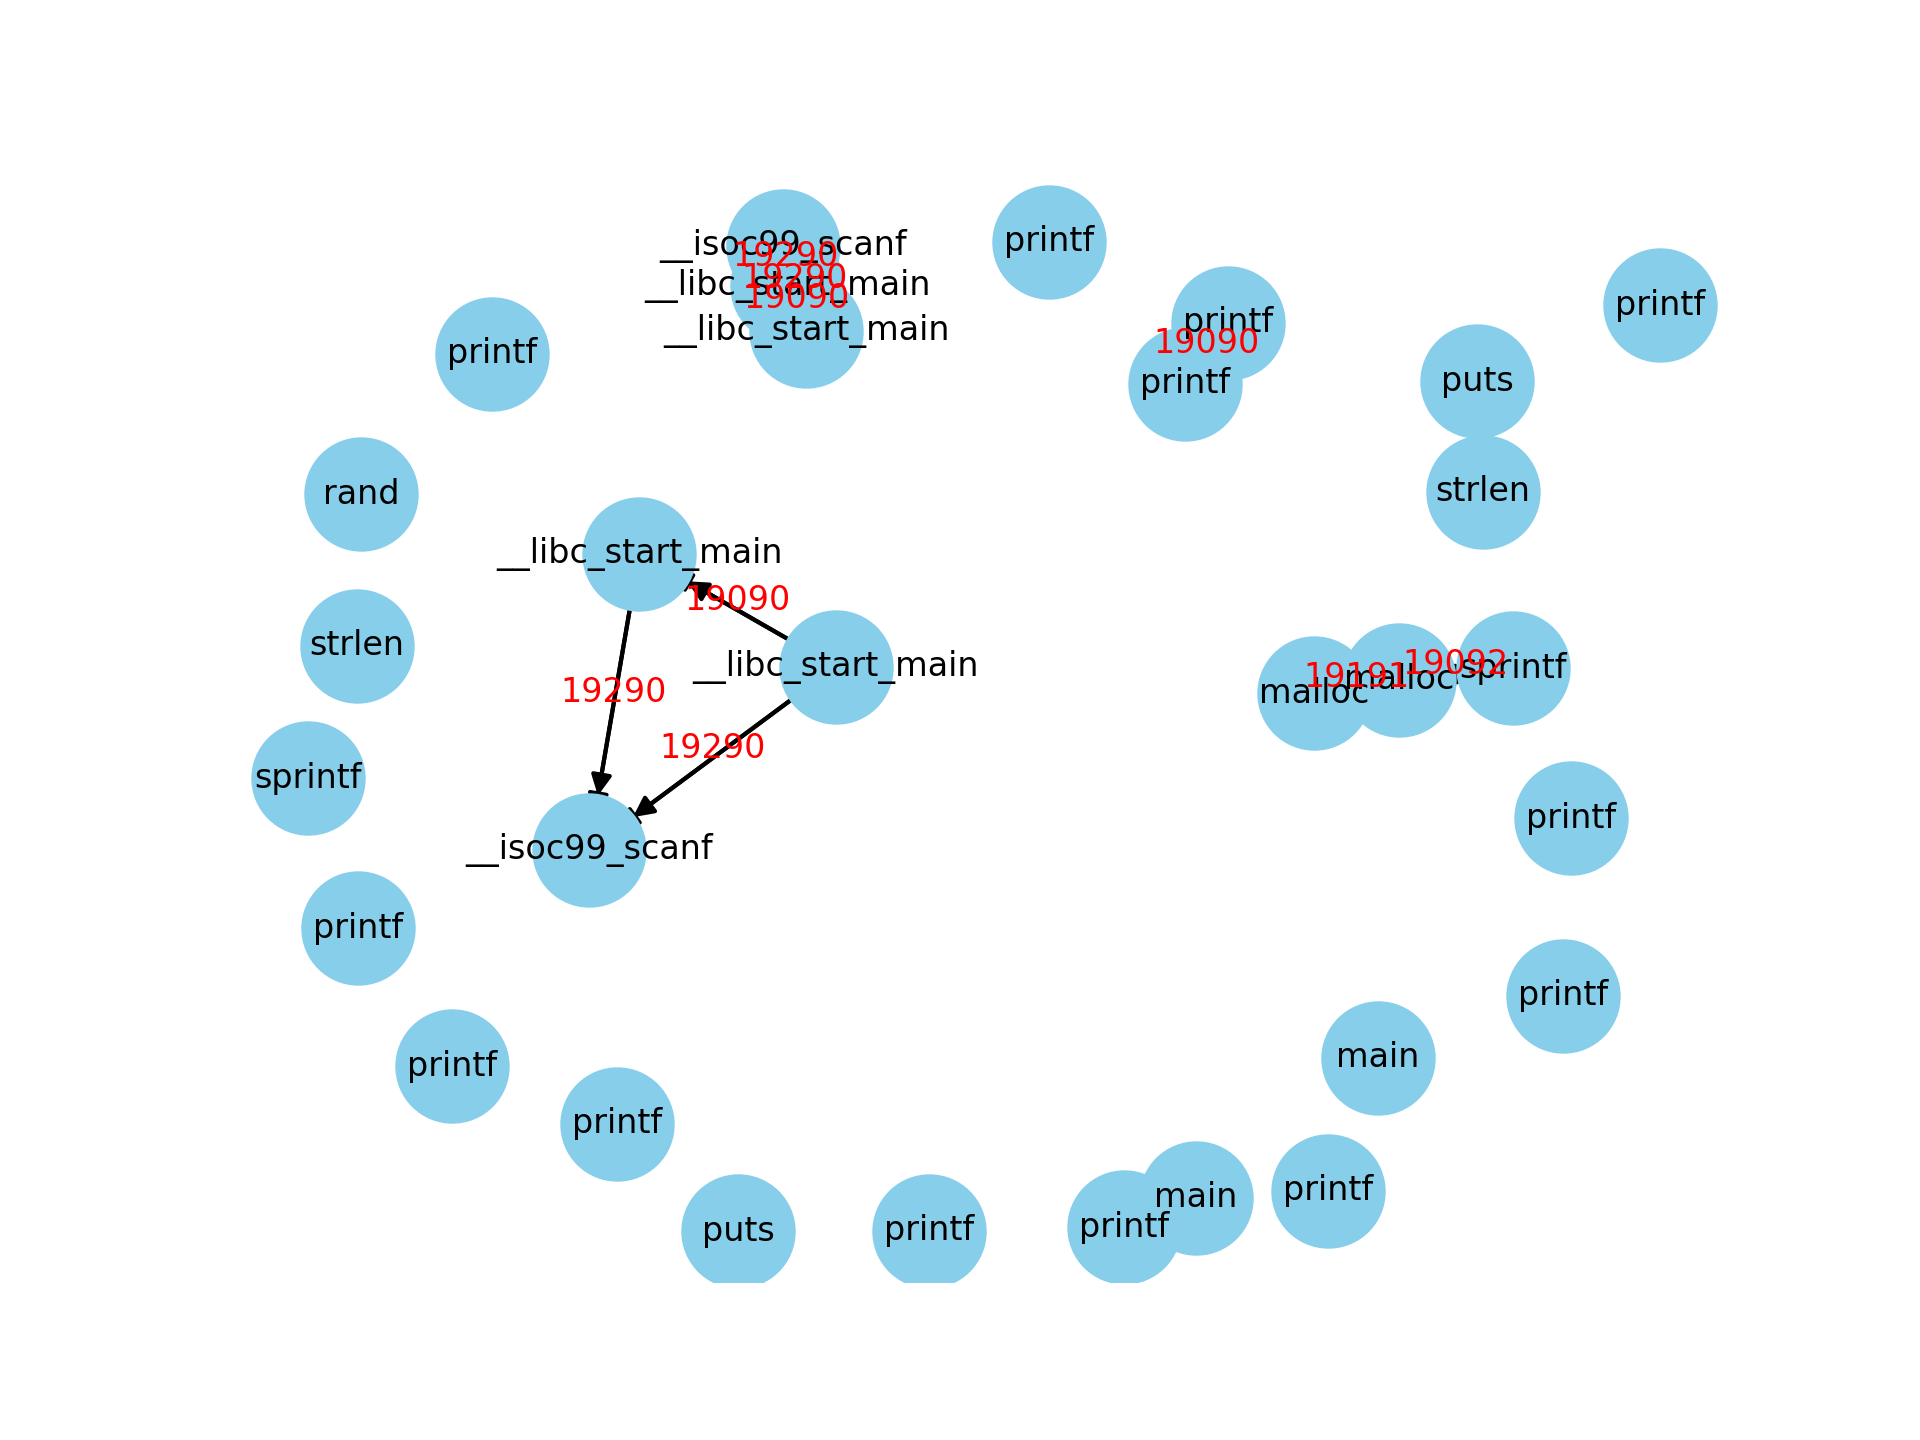 __isoc99_scanf
printf
19290
19290
__libc_start_main
19090
printf
printf
__libc_start_main
19090
printf
printf
puts
rand
strlen
__libc_start_main
19090
strlen
__libc_start_main
19092
sprintf
19191
malloc
malloc
19290
19290
sprintf
printf
__isoc99_scanf
printf
printf
main
printf
printf
printf
main
printf
puts
printf